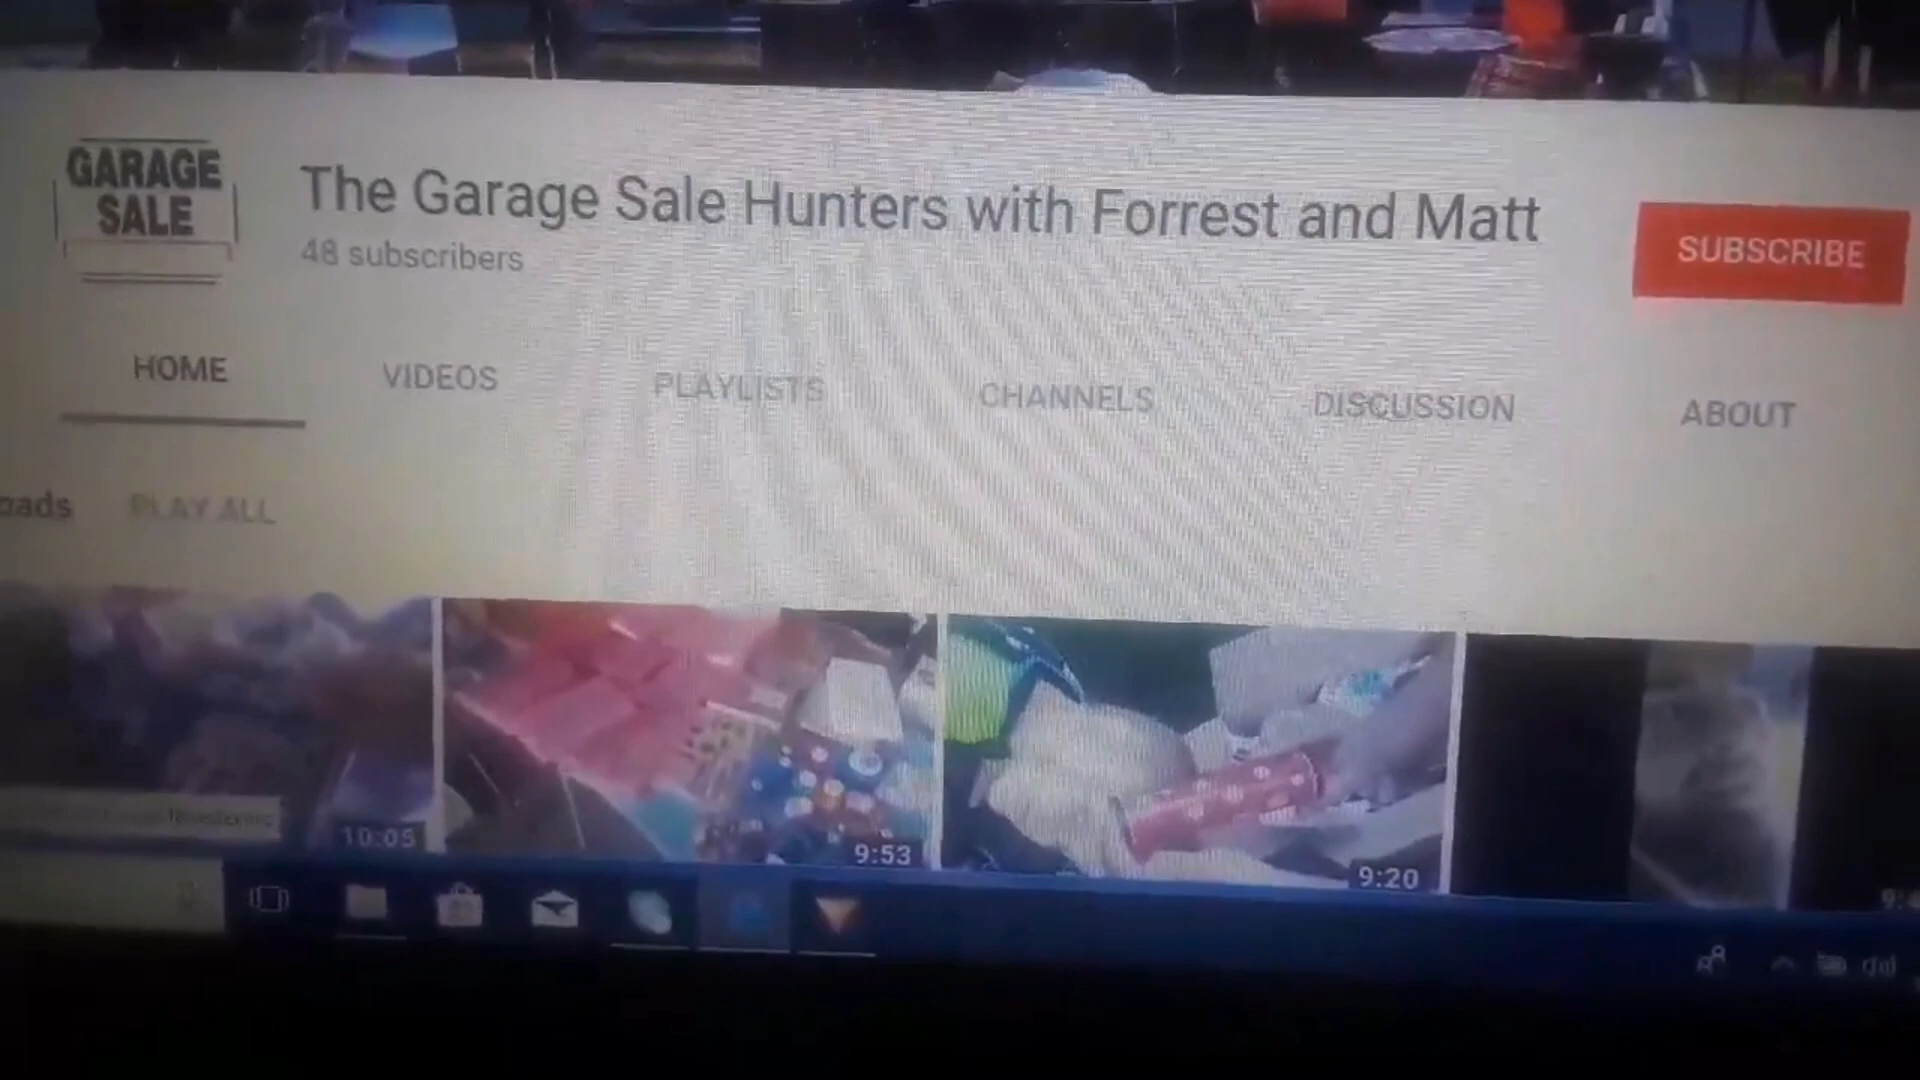 GARAGE
SALE
The Garage Sale Hunters with Forrest and Matt
48 subscribers
SUBSCRIBE
HOME
VIDEOS
PLAYLISTS
CHANNELS
DISCUSSION
ABOUT
oads
PLAY ALL
10:05
9:53
9:20